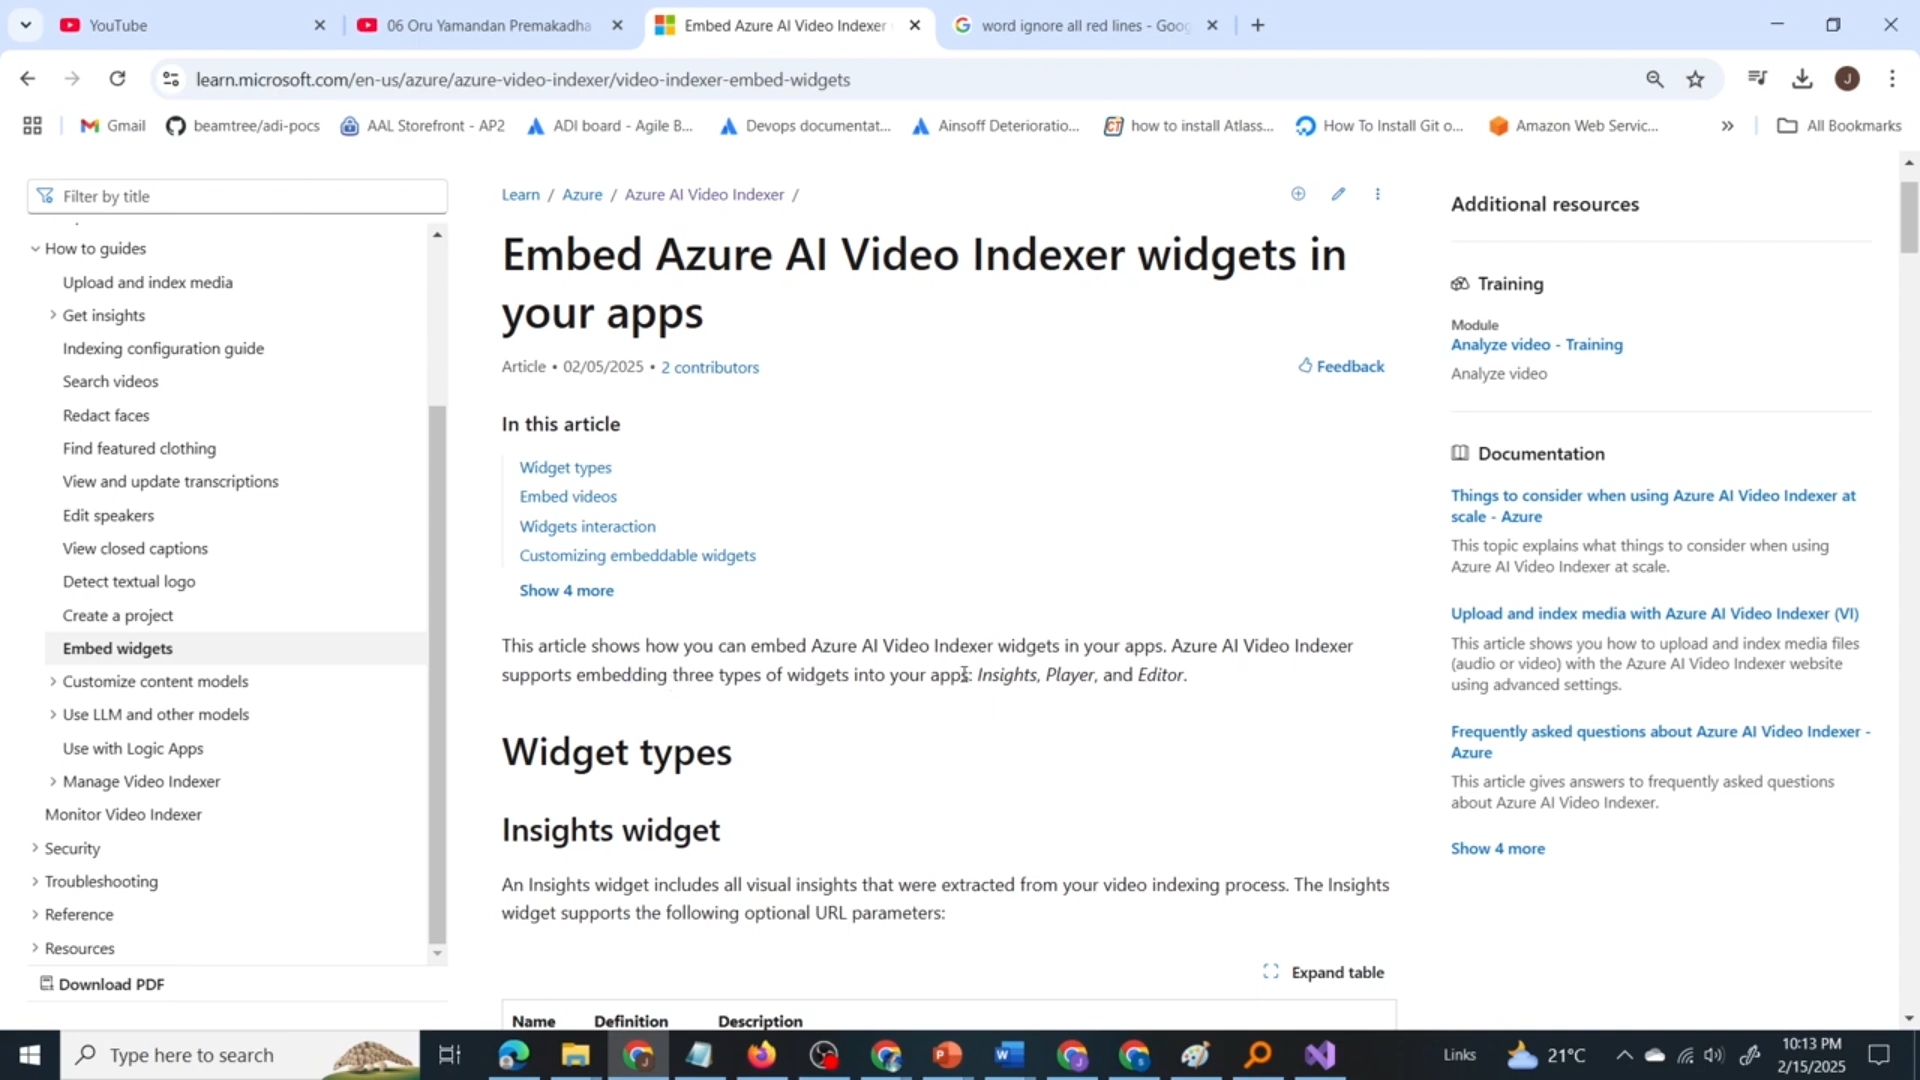 YouTube
06 Oru Yamandan Premakadha
Embed Azure AI Video Indexer
word ignore all red lines - Goog
learn.microsoft.com/en-us/azure/azure-video-indexer/video-indexer-embed-widgets
J
Gmail
beamtree/adi-pocs
AAL Storefront - AP2
ADI board - Agile B...
Devops documentat...
Ainsoff Deterioratio...
how to install Atlass...
How To Install Git o...
Amazon Web Servic...
»
All Bookmarks
Filter by title
How to guides
Upload and index media
Get insights
Indexing configuration guide
Search videos
Redact faces
Find featured clothing
View and update transcriptions
Edit speakers
View closed captions
Detect textual logo
Create a project
Embed widgets
Customize content models
Use LLM and other models
Use with Logic Apps
Manage Video Indexer
Monitor Video Indexer
Security
Troubleshooting
Reference
Resources
Download PDF
Learn / Azure / Azure AI Video Indexer /
Embed Azure AI Video Indexer widgets in
your apps
Article • 02/05/2025 • 2 contributors
Feedback
In this article
Widget types
Embed videos
Widgets interaction
Customizing embeddable widgets
Show 4 more
This article shows how you can embed Azure AI Video Indexer widgets in your apps. Azure AI Video Indexer
supports embedding three types of widgets into your apps: Insights, Player, and Editor.
Widget types
Insights widget
An Insights widget includes all visual insights that were extracted from your video indexing process. The Insights
widget supports the following optional URL parameters:
Expand table
Name Definition Description
Additional resources
Training
Module
Analyze video - Training
Analyze video
Documentation
Things to consider when using Azure AI Video Indexer at
scale - Azure
This topic explains what things to consider when using
Azure AI Video Indexer at scale.
Upload and index media with Azure AI Video Indexer (VI)
This article shows you how to upload and index media files
(audio or video) with the Azure AI Video Indexer website
using advanced settings.
Frequently asked questions about Azure AI Video Indexer -
Azure
This article gives answers to frequently asked questions
about Azure AI Video Indexer.
Show 4 more
Type here to search
Links
21°C
10:13 PM
2/15/2025